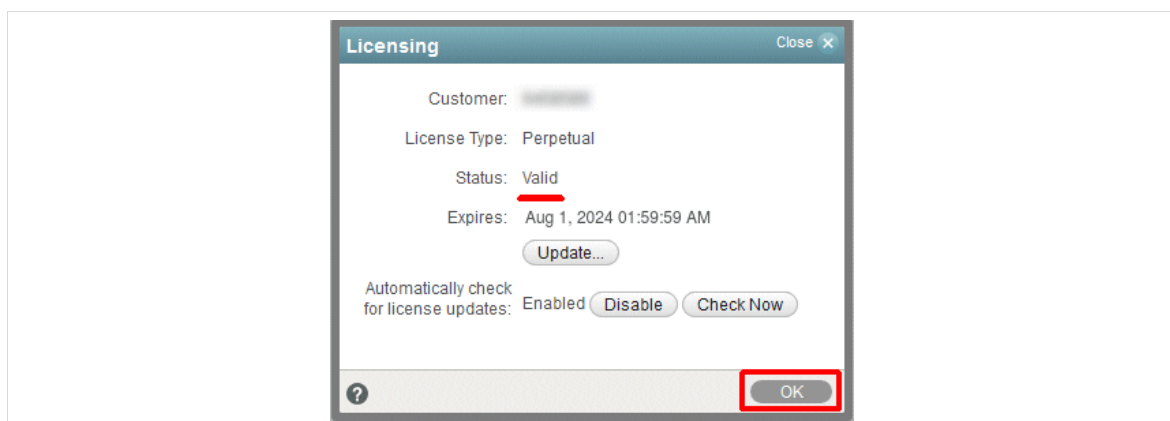 Licensing
Close
Customer:
License Type: Perpetual
Status: Valid
Expires: Aug 1, 2024 01:59:59 AM
Update...
Automatically check
for license updates: Enabled Disable Check Now
?
OK